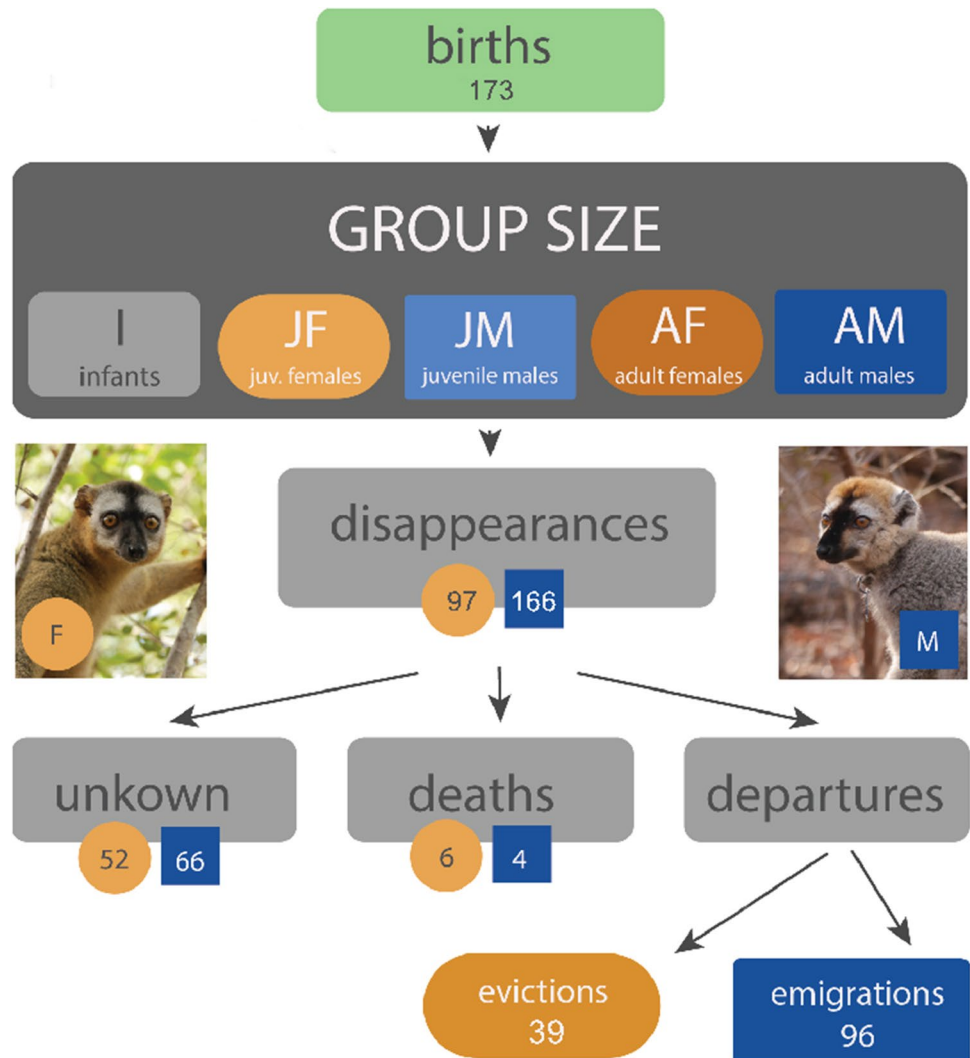 births
173
GROUP SIZE
I
infants
JF
juv. females
JM
juvenile males
AF
adult females
AM
adult males
disappearances
97 166
F
M
unkown
52 66
deaths
6 4
departures
evictions
39
emigrations
96